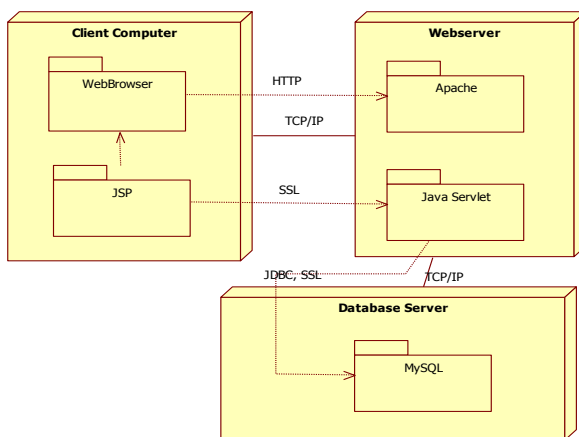 Client Computer
Webserver
WebBrowser
HTTP
Apache
TCP/IP
JSP
SSL
Java Servlet
JDBC, SSL
TCP/IP
Database Server
MySQL